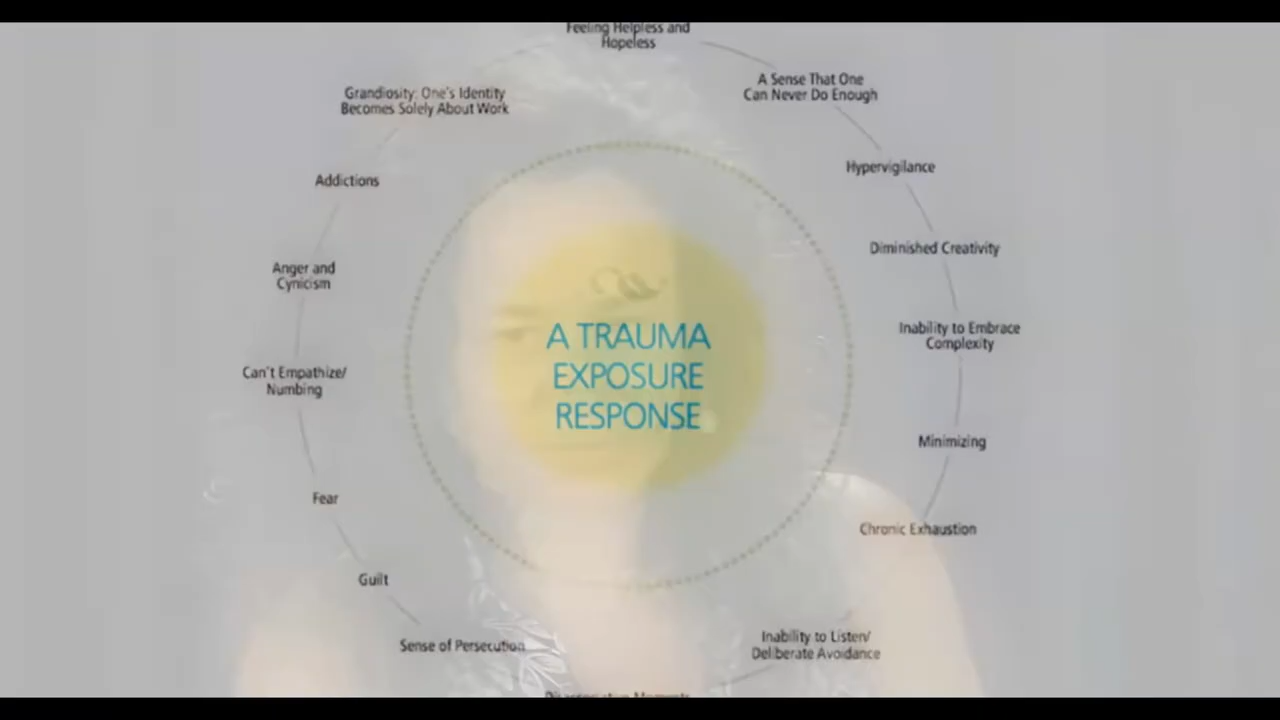 Feeling Helpless and
Hopeless
A Sense That One
Can Never Do Enough
Hypervigilance
Diminished Creativity
Inability to Embrace
Complexity
Minimizing
Chronic Exhaustion
Inability to Listen/
Deliberate Avoidance
Moments
Sense of Persecution
Guilt
Fear
Can't Empathize/
Numbing
Anger and
Cynicism
Addictions
Grandiosity: One's Identity
Becomes Solely About Work
A TRAUMA
EXPOSURE
RESPONSE